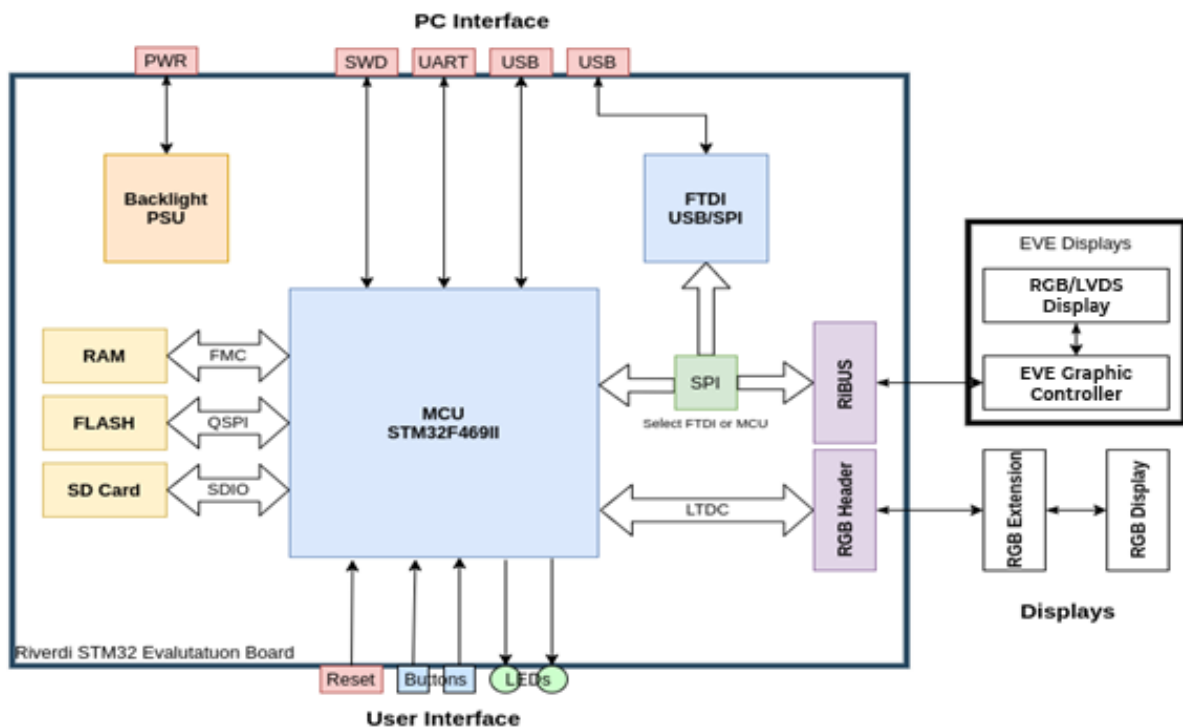 PC Interface
PWR
SWD
UART
USB
USB
Backlight
PSU
FTDI
USB/SPI
EVE Displays
RGB/LVDS
Display
EVE Graphic
Controller
RAM
FMC
FLASH
QSPI
SD Card
SDIO
MCU
STM32F469II
SPI
Select FTDI or MCU
RiBUS
LTDC
RGB Header
RGB Extension
RGB Display
Displays
Riverdi STM32 Evalutatuon Board
Reset
Buttons
LEDs
User Interface